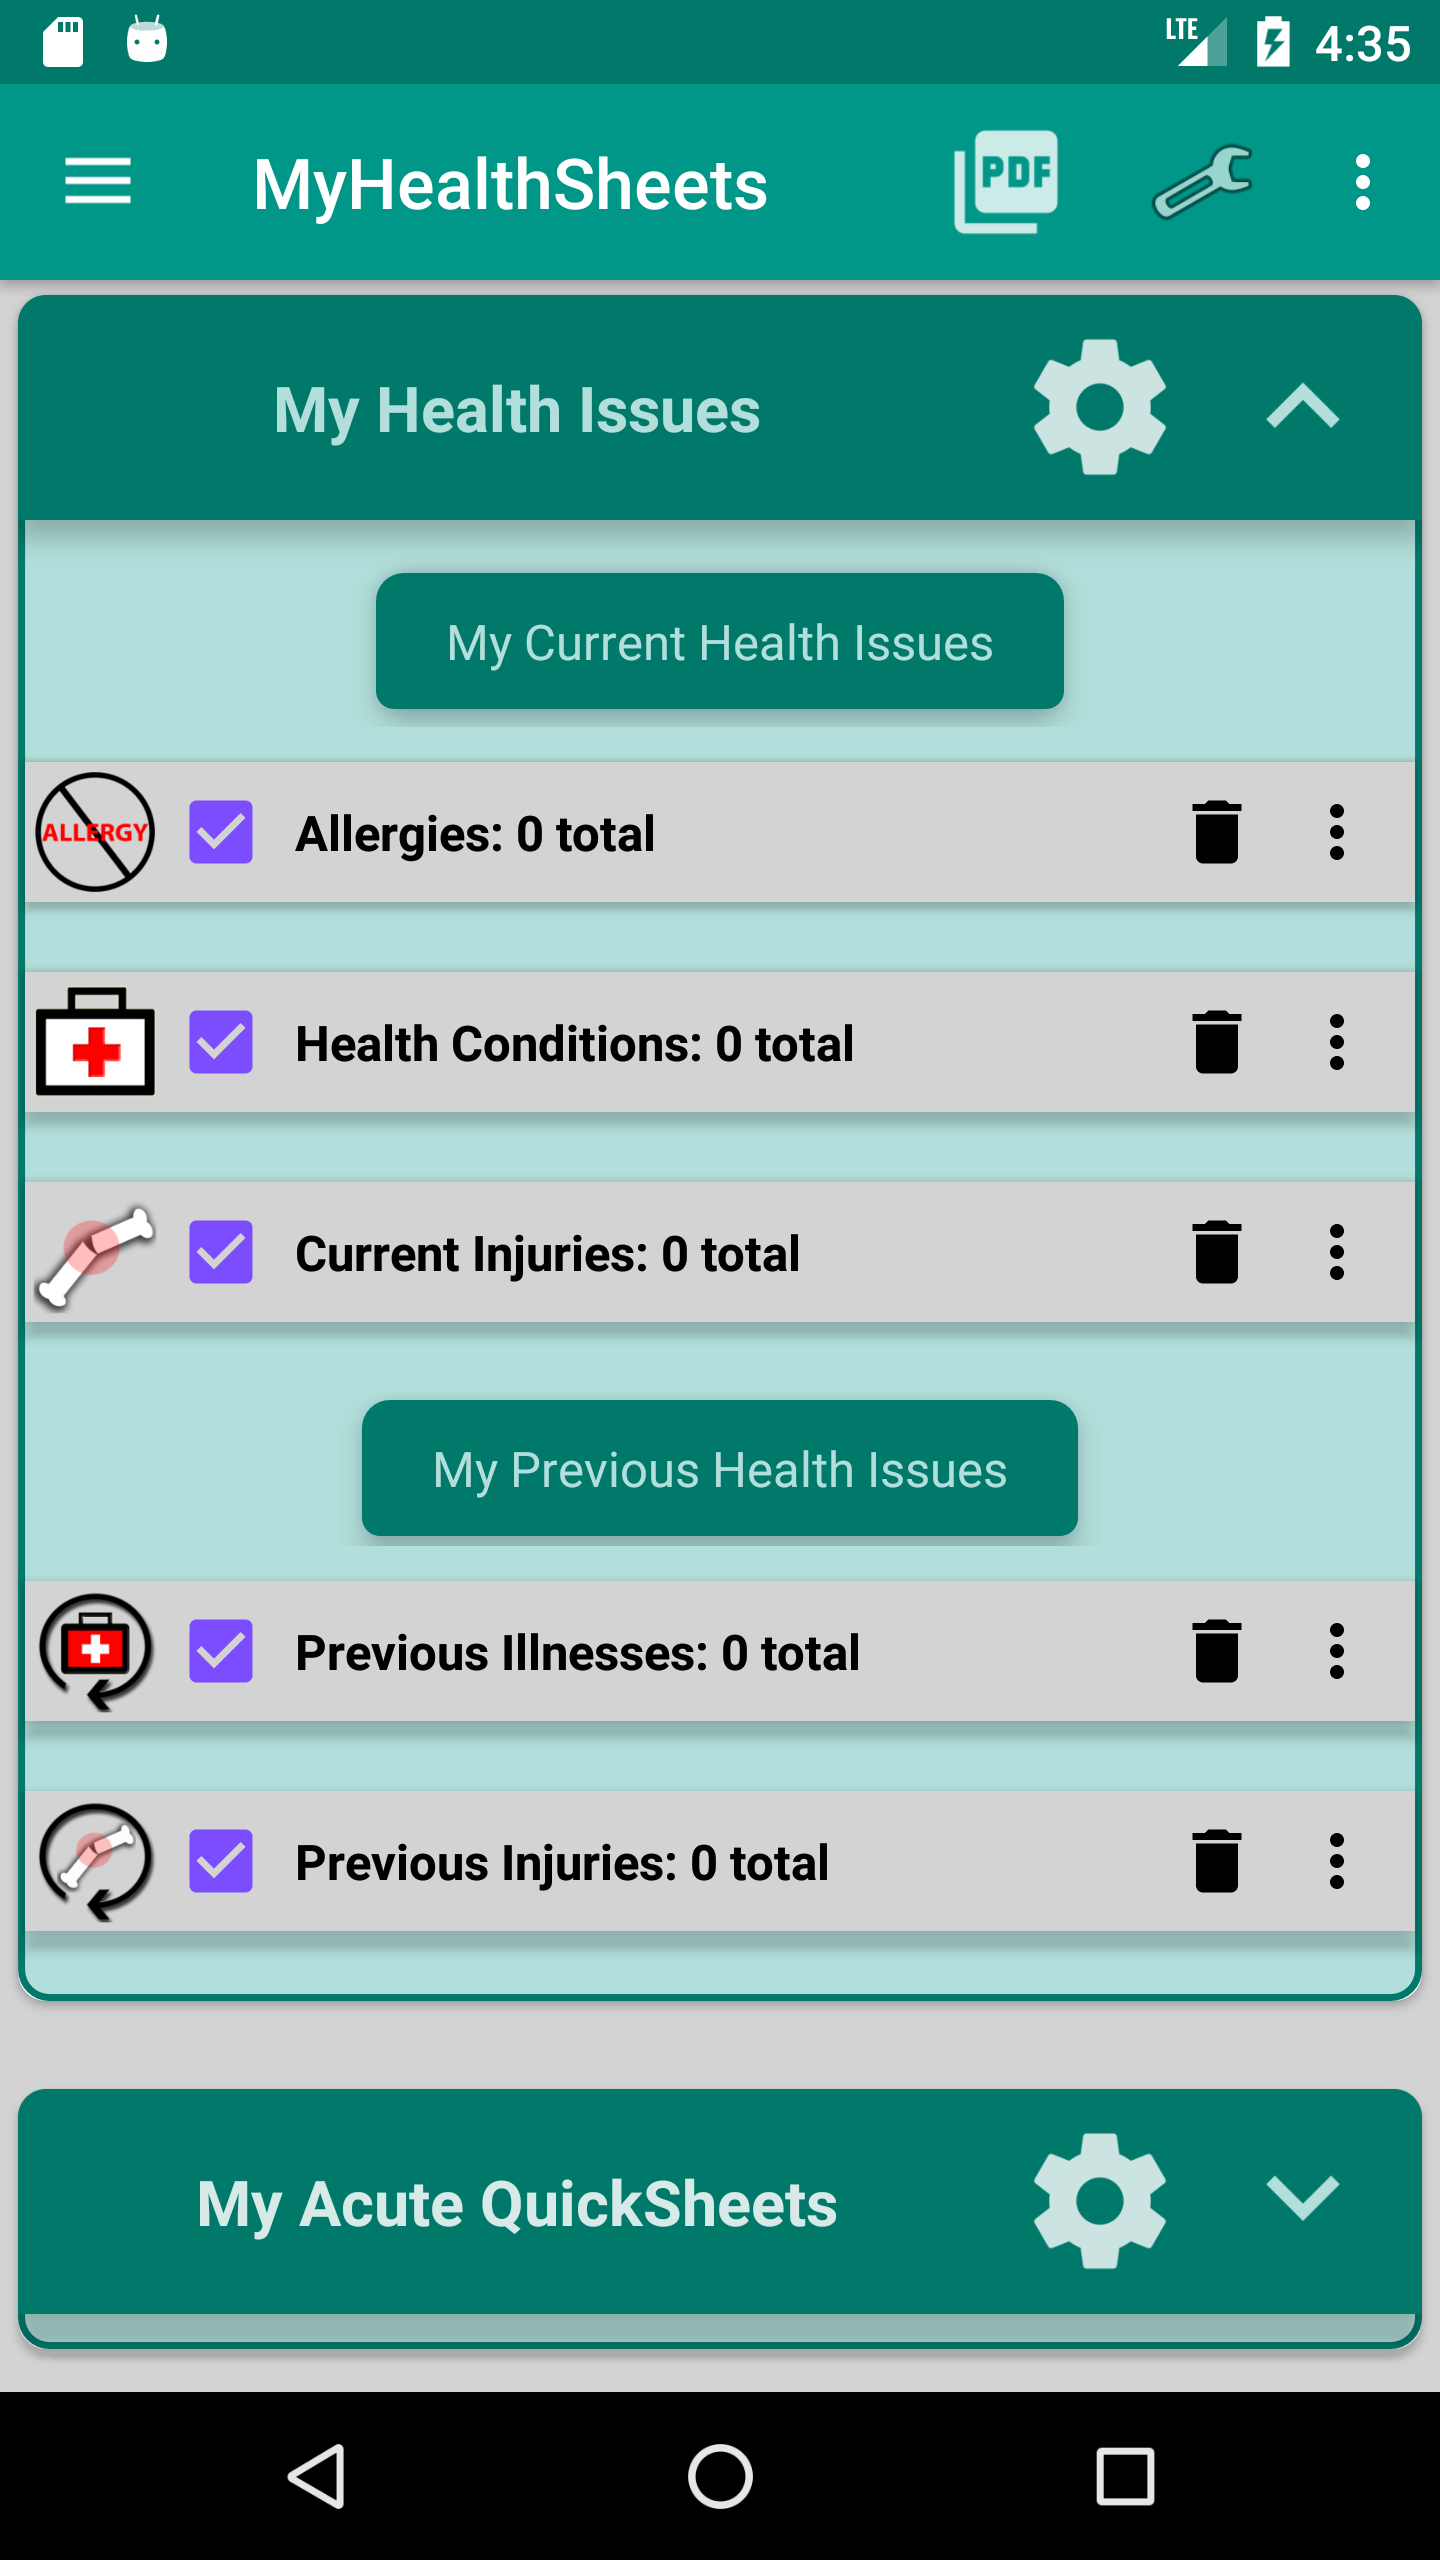 LTE 4:35
MyHealthSheets
PDF
My Health Issues
My Current Health Issues
ALLERGY
Allergies: 0 total
Health Conditions: 0 total
Current Injuries: 0 total
My Previous Health Issues
Previous Illnesses: 0 total
Previous Injuries: 0 total
My Acute QuickSheets